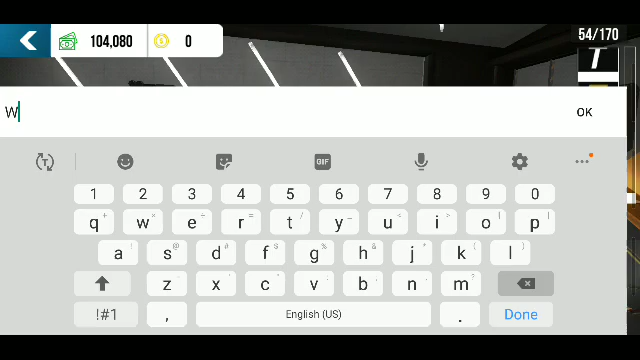 104,080 0 54/170
T
W OK
T GIF
1 2 3 4 5 6 7 8 9 0
q w e r t y u i o p
a s d f g h j k l
z x c v b n m
!#1 , English (US) . Done